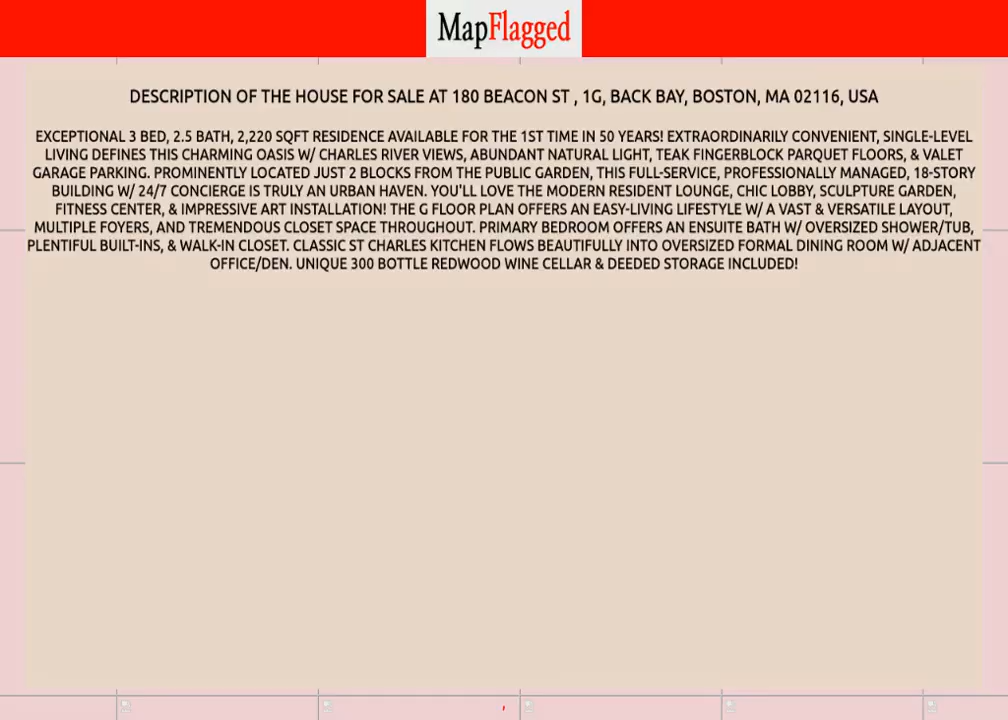 MapFlagged
DESCRIPTION OF THE HOUSE FOR SALE AT 180 BEACON ST , 1G, BACK BAY, BOSTON, MA 02116, USA
EXCEPTIONAL 3 BED, 2.5 BATH, 2,220 SQFT RESIDENCE AVAILABLE FOR THE 1ST TIME IN 50 YEARS! EXTRAORDINARILY CONVENIENT, SINGLE-LEVEL
LIVING DEFINES THIS CHARMING OASIS W/ CHARLES RIVER VIEWS, ABUNDANT NATURAL LIGHT, TEAK FINGERBLOCK PARQUET FLOORS, & VALET
GARAGE PARKING. PROMINENTLY LOCATED JUST 2 BLOCKS FROM THE PUBLIC GARDEN, THIS FULL-SERVICE, PROFESSIONALLY MANAGED, 18-STORY
BUILDING W/ 24/7 CONCIERGE IS TRULY AN URBAN HAVEN. YOU'LL LOVE THE MODERN RESIDENT LOUNGE, CHIC LOBBY, SCULPTURE GARDEN,
FITNESS CENTER, & IMPRESSIVE ART INSTALLATION! THE G FLOOR PLAN OFFERS AN EASY-LIVING LIFESTYLE W/ A VAST & VERSATILE LAYOUT,
MULTIPLE FOYERS, AND TREMENDOUS CLOSET SPACE THROUGHOUT. PRIMARY BEDROOM OFFERS AN ENSUITE BATH W/ OVERSIZED SHOWER/TUB,
PLENTIFUL BUILT-INS, & WALK-IN CLOSET. CLASSIC ST CHARLES KITCHEN FLOWS BEAUTIFULLY INTO OVERSIZED FORMAL DINING ROOM W/ ADJACENT
OFFICE/DEN. UNIQUE 300 BOTTLE REDWOOD WINE CELLAR & DEEDED STORAGE INCLUDED!